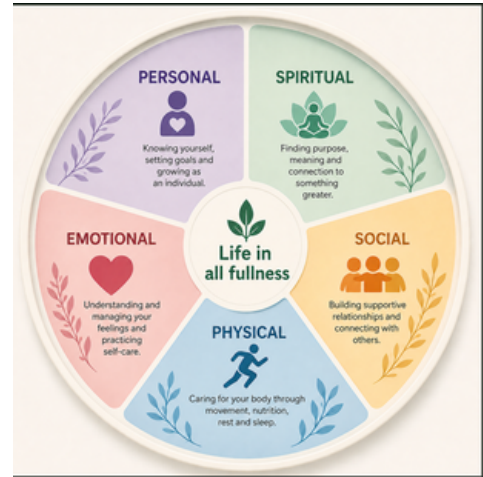 PERSONAL
Knowing yourself,
setting goals and
growing as
an individual.
SPIRITUAL
Finding purpose,
meaning and
connection to
something
greater.
EMOTIONAL
Understanding and
managing your
feelings and
practicing
self-care.
Life in
all fullness
SOCIAL
Building supportive
relationships and
connecting with
others.
PHYSICAL
Caring for your body through
movement, nutrition,
rest and sleep.